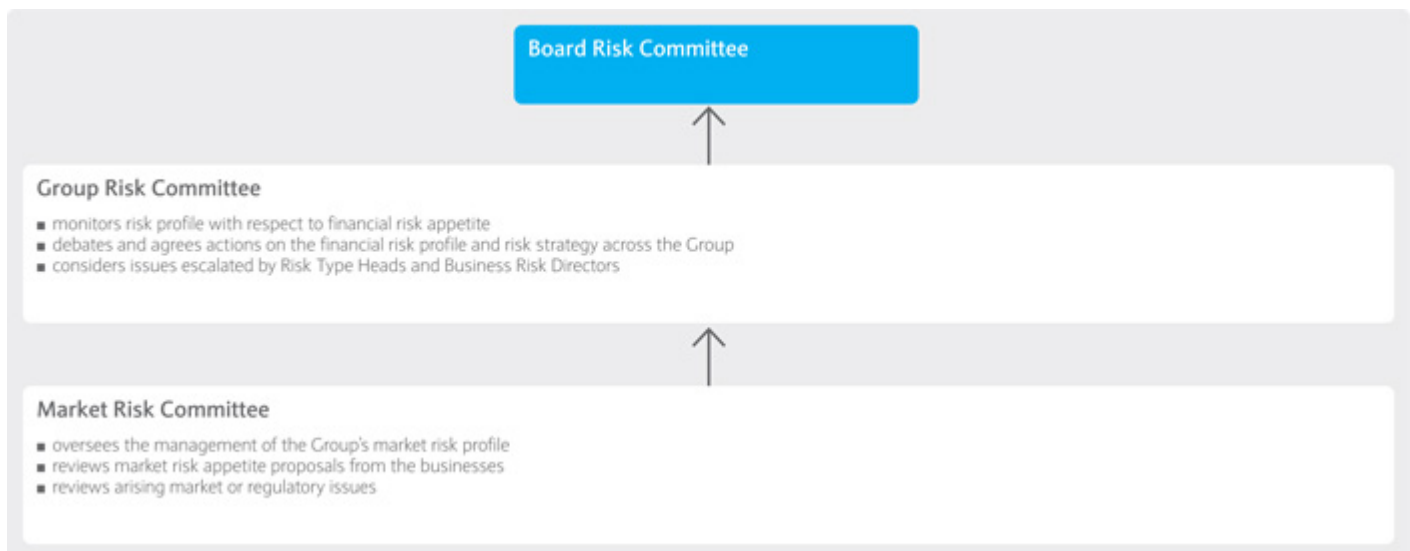 Board Risk Committee
Group Risk Committee
▪ monitors risk profile with respect to financial risk appetite
▪ debates and agrees actions on the financial risk profile and risk strategy across the Group
▪ considers issues escalated by Risk Type Heads and Business Risk Directors
Market Risk Committee
▪ oversees the management of the Group's market risk profile
▪ reviews market risk appetite proposals from the businesses
▪ reviews arising market or regulatory issues